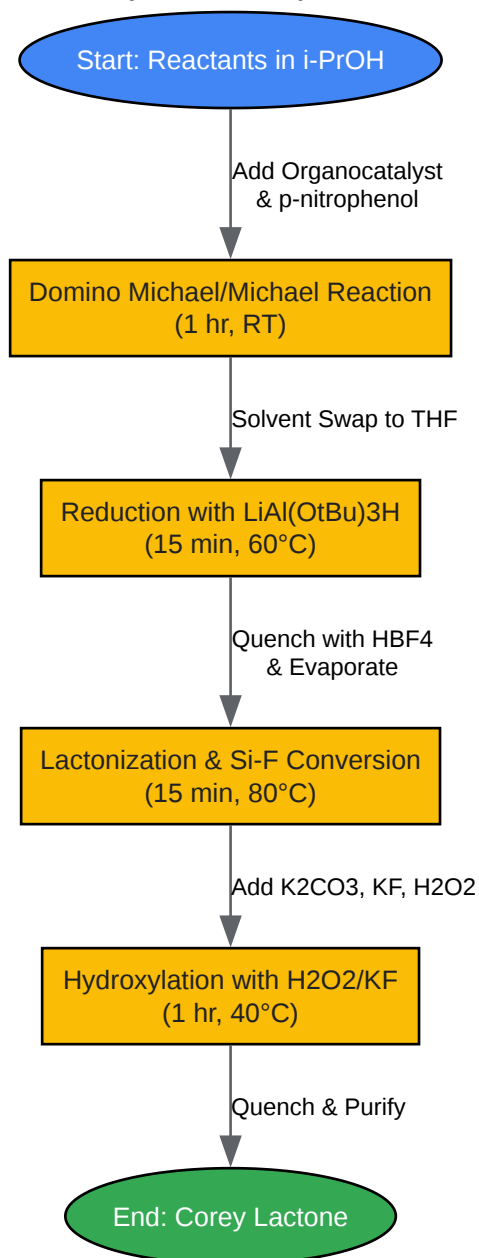 Start: Reactants in i-PrOH
Add Organocatalyst
& p-nitrophenol
Domino Michael/Michael Reaction
(1 hr, RT)
Solvent Swap to THF
Reduction with LiAl(OtBu)3H
(15 min, 60°C)
Quench with HBF4
& Evaporate
Lactonization & Si-F Conversion
(15 min, 80°C)
Add K2CO3, KF, H2O2
Hydroxylation with H2O2/KF
(1 hr, 40°C)
Quench & Purify
End: Corey Lactone